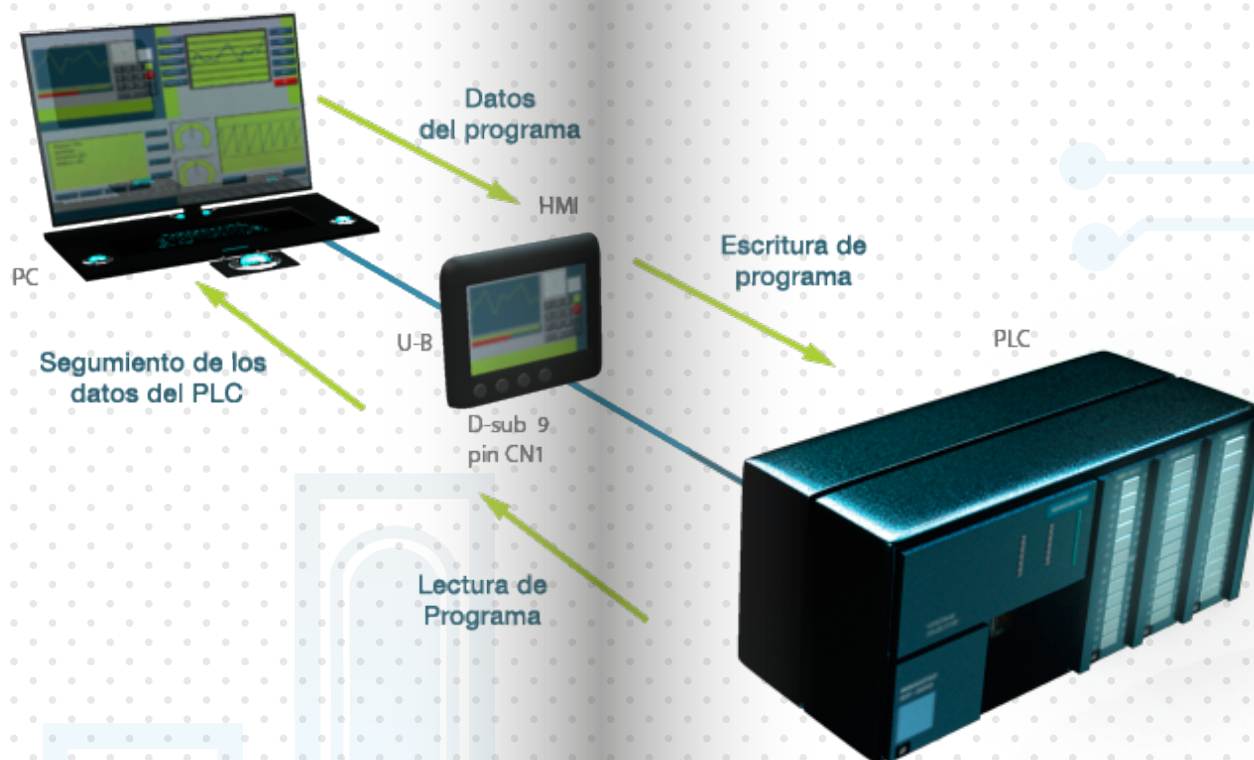 Datos
del programa
HMI
Escritura de
programa
PC
U-B
PLC
Segumiento de los
datos del PLC
D-sub 9
pin CN1
Lectura de
Programa